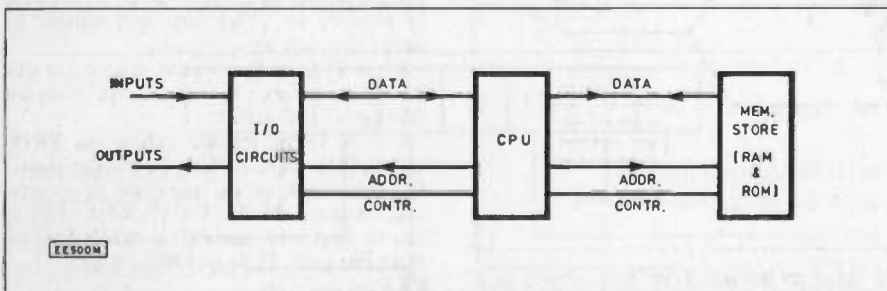 INPUTS
OUTPUTS
I/O
CIRCUITS
DATA
ADDR.
CONTR.
CPU
DATA
ADDR.
CONTR.
MEM.
STORE
[RAM
&
ROM]
EE500M